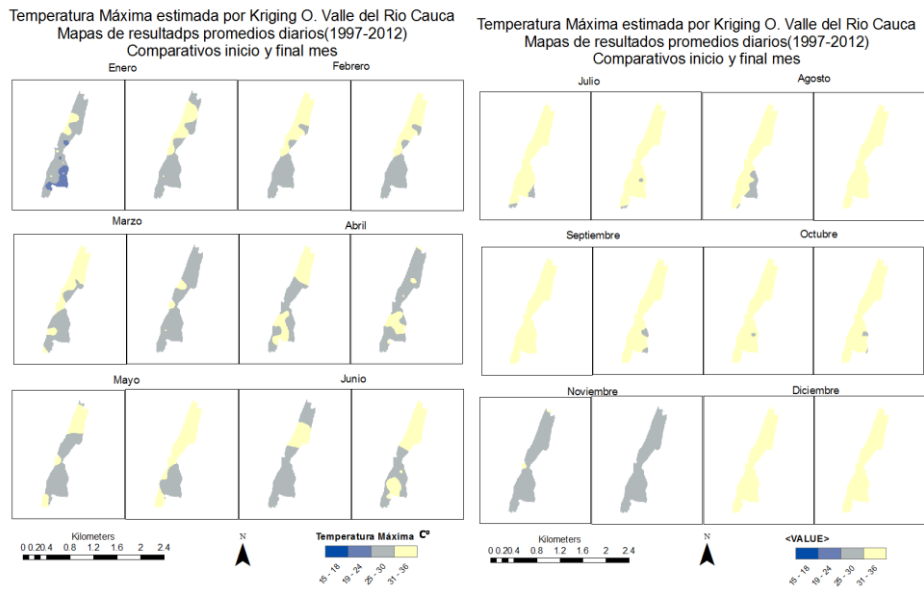 Temperatura Máxima estimada por Kriging O. Valle del Rio Cauca
Mapas de resultadps promedios diarios(1997-2012)
Comparativos inicio y final mes
Enero
Febrero
Marzo
Abril
Mayo
Junio
Kilometers
0 0.20.4 0.8 1.2 1.6 2 2.4
N
Temperatura Máxima Cº
15 - 18
19 - 24
25 - 30
31 - 36
Temperatura Máxima estimada por Kriging O. Valle del Rio Cauca
Mapas de resultados promedios diarios(1997-2012)
Comparativos inicio y final mes
Julio
Agosto
Septiembre
Octubre
Noviembre
Diciembre
Kilometers
0 0.20.4 0.8 1.2 1.6 2 2.4
N
<VALUE>
15 - 18
19 - 24
25 - 30
31 - 36